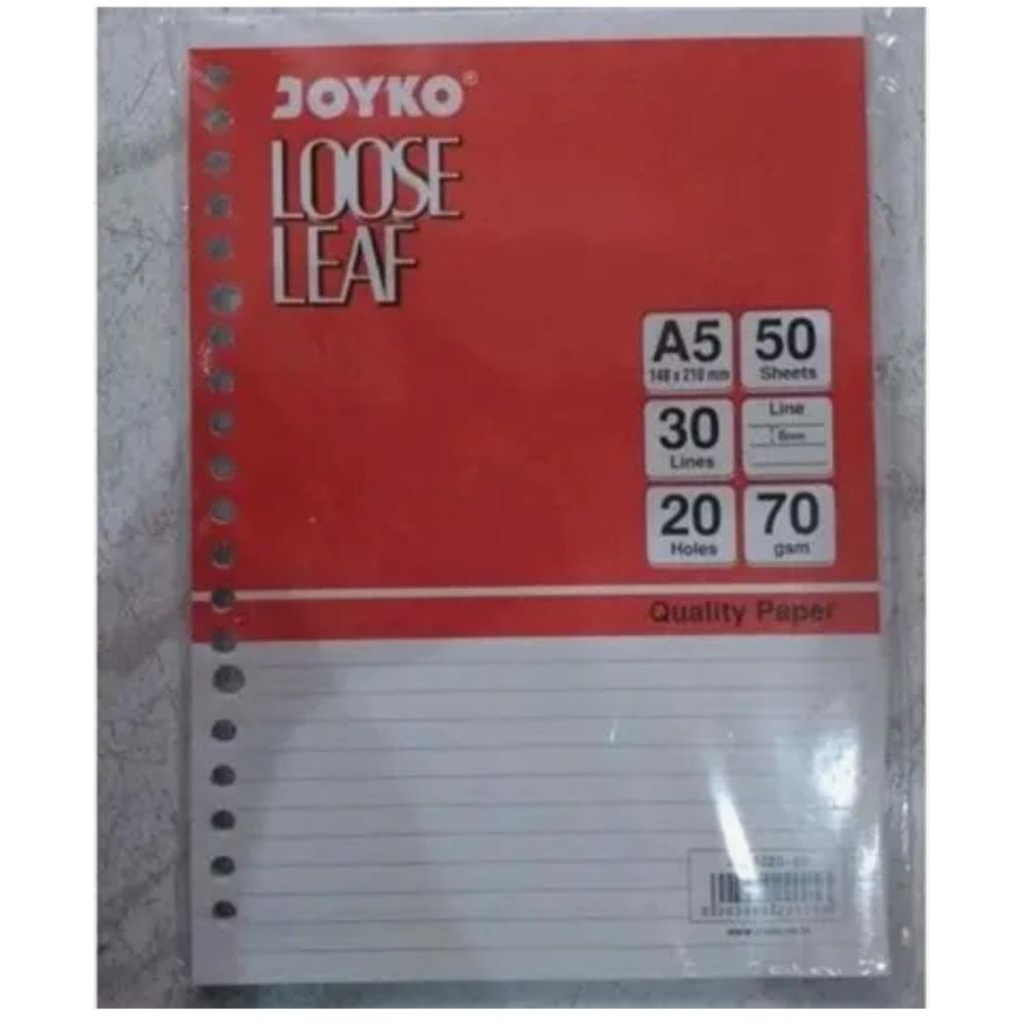 JOYKO®
LOOSE
LEAF
A5
148 x 210 mm
50
Sheets
30
Lines
Line
6mm
20
Holes
70
gsm
Quality Paper